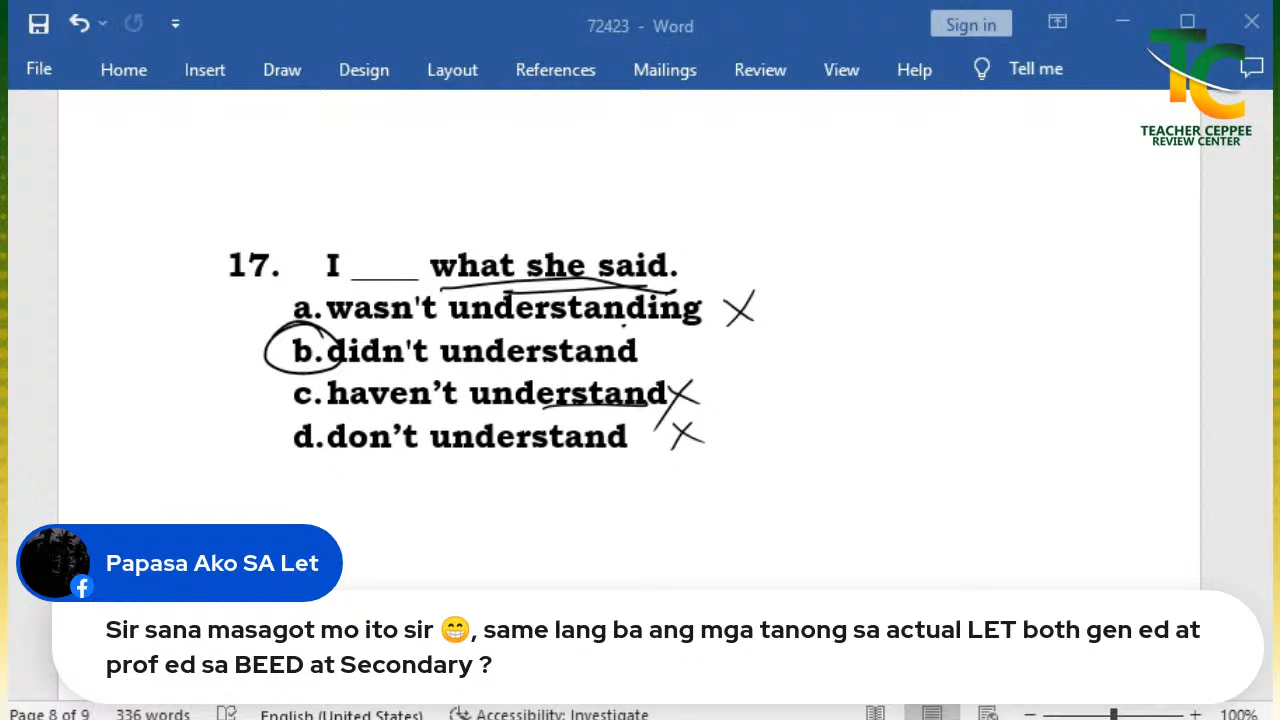 72423 - Word
Sign in
File Home Insert Draw Design Layout References Mailings Review View Help Tell me
TC
TEACHER CEPPEE
REVIEW CENTER
17. I ____ what she said.
a. wasn't understanding
b. didn't understand
c. haven’t understand
d. don’t understand
Papasa Ako SA Let
Sir sana masagot mo ito sir 😁, same lang ba ang mga tanong sa actual LET both gen ed at
prof ed sa BEED at Secondary ?
Page 8 of 9 336 words English (United States) Accessibility: Investigate 100%